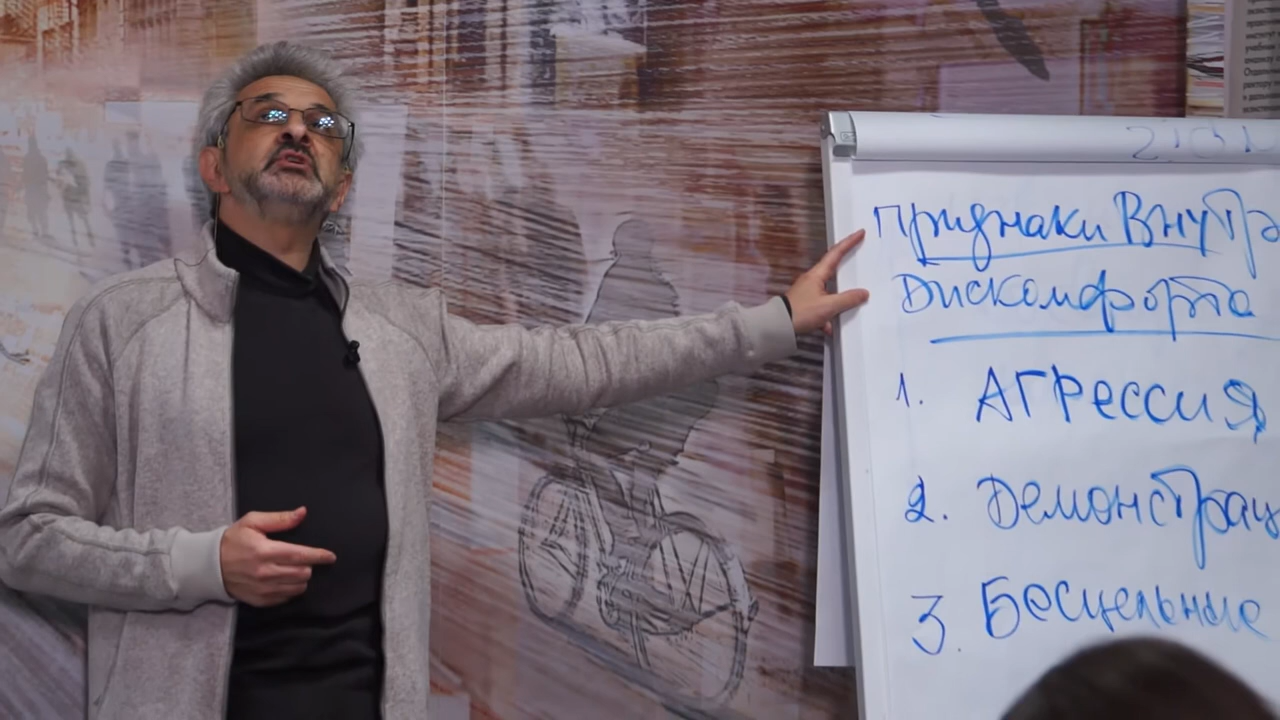 Признаки Внутр
Дискомфорта
1. Агрессия
2. Демонстрац
3. Бесцельные